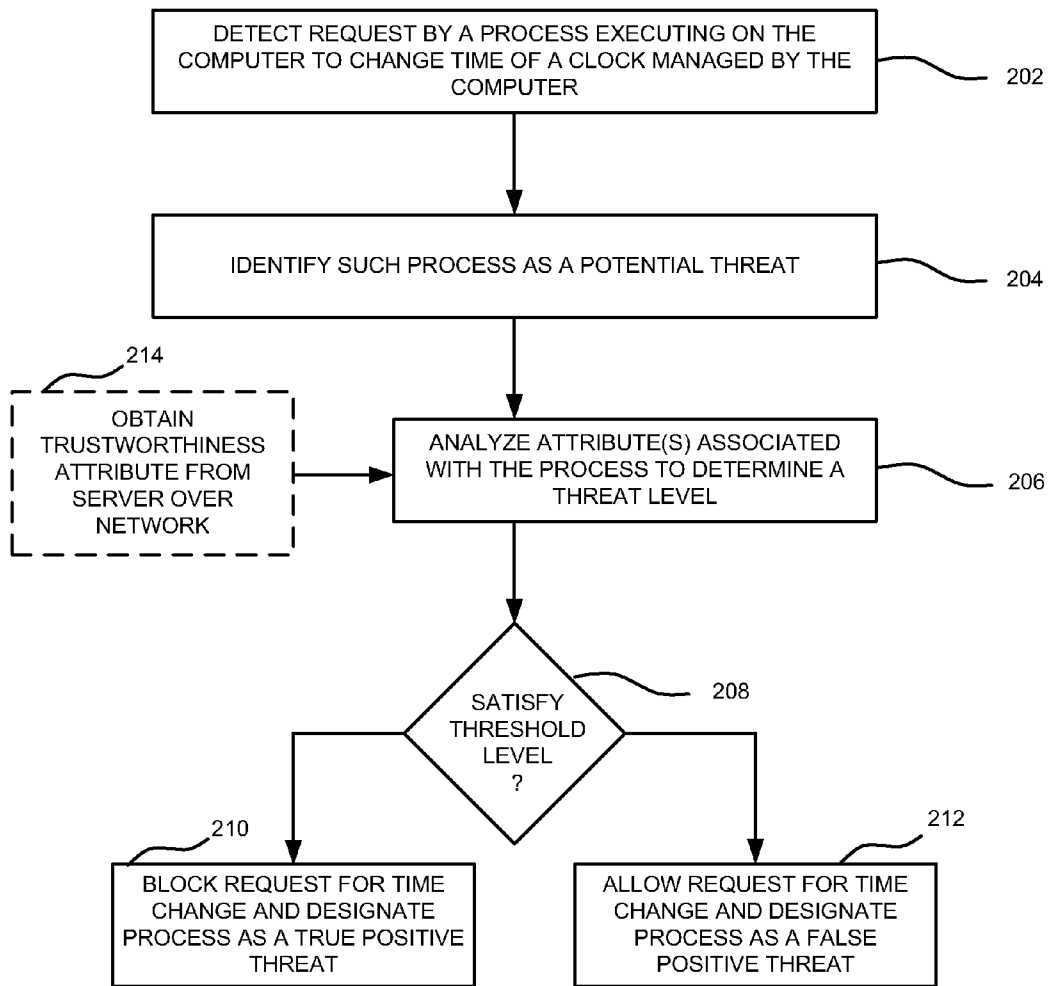 DETECT REQUEST BY A PROCESS EXECUTING ON THE
COMPUTER TO CHANGE TIME OF A CLOCK MANAGED BY THE
COMPUTER
202
IDENTIFY SUCH PROCESS AS A POTENTIAL THREAT
204
214
OBTAIN
TRUSTWORTHINESS
ATTRIBUTE FROM
SERVER OVER
NETWORK
ANALYZE ATTRIBUTE(S) ASSOCIATED
WITH THE PROCESS TO DETERMINE A
THREAT LEVEL
206
SATISFY
THRESHOLD
LEVEL
?
208
210
BLOCK REQUEST FOR TIME
CHANGE AND DESIGNATE
PROCESS AS A TRUE POSITIVE
THREAT
212
ALLOW REQUEST FOR TIME
CHANGE AND DESIGNATE
PROCESS AS A FALSE
POSITIVE THREAT